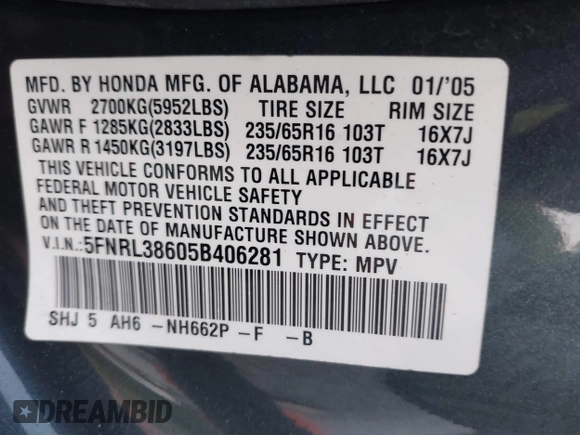 MFD. BY HONDA MFG. OF ALABAMA, LLC 01/'05
GVWR 2700KG(5952LBS) TIRE SIZE RIM SIZE
GAWR F 1285KG(2833LBS) 235/65R16 103T 16X7J
GAWR R 1450KG(3197LBS) 235/65R16 103T 16X7J
THIS VEHICLE CONFORMS TO ALL APPLICABLE
FEDERAL MOTOR VEHICLE SAFETY
AND THEFT PREVENTION STANDARDS IN EFFECT
ON THE DATE OF MANUFACTURE SHOWN ABOVE.
V.I.N.:5FNRL38605B406281 TYPE: MPV
SHJ 5 AH6 -NH662P -F -B
DREAMBID